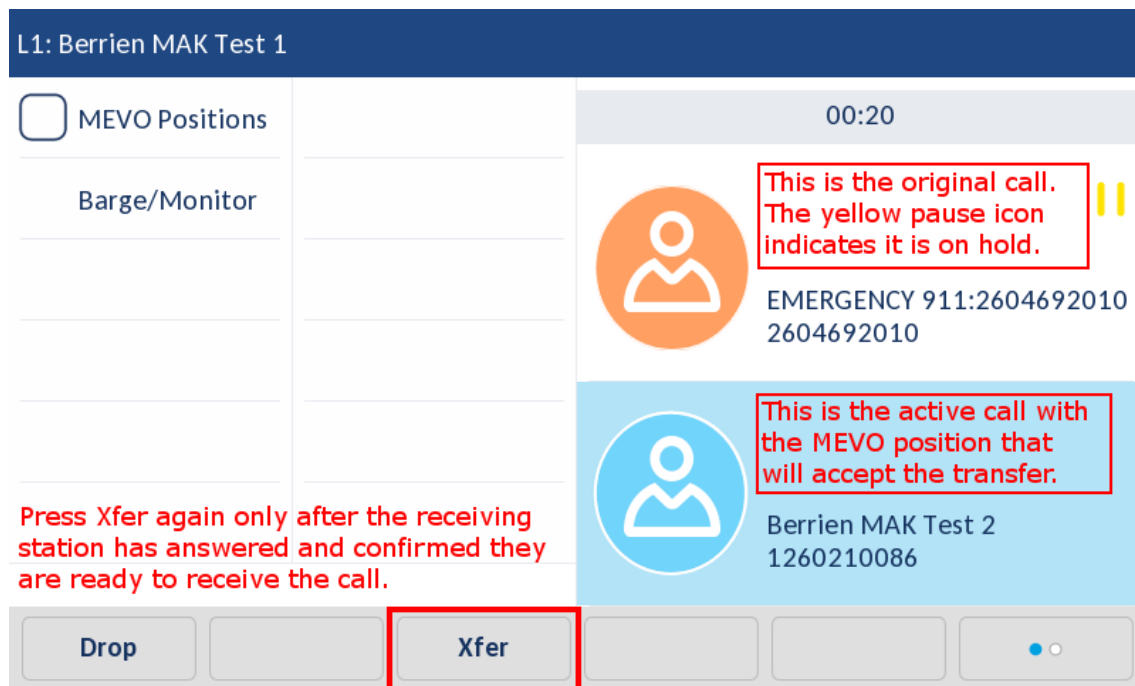 L1: Berrien MAK Test 1
MEVO Positions
Barge/Monitor
00:20
This is the original call.
The yellow pause icon
indicates it is on hold.
EMERGENCY 911:2604692010
2604692010
This is the active call with
the MEVO position that
will accept the transfer.
Berrien MAK Test 2
1260210086
Press Xfer again only after the receiving
station has answered and confirmed they
are ready to receive the call.
Drop
Xfer